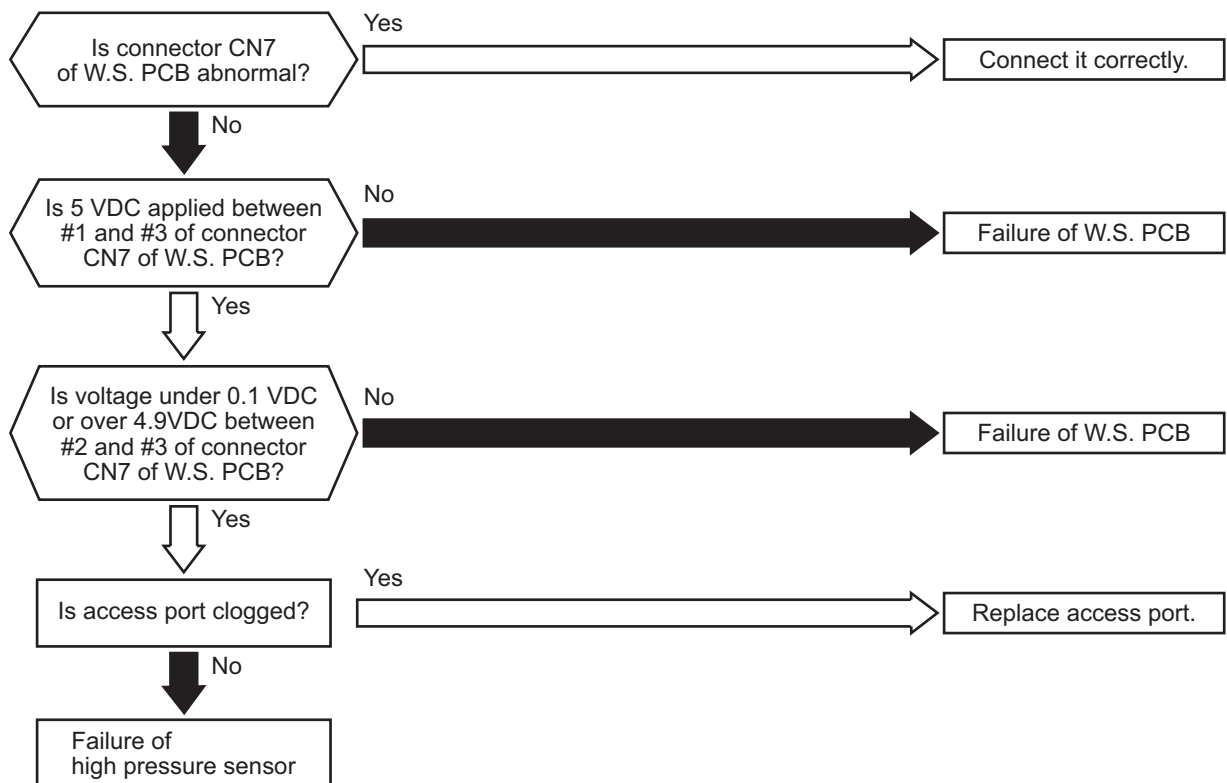 Is connector CN7
of W.S. PCB abnormal?
Yes
Connect it correctly.
No
Is 5 VDC applied between
#1 and #3 of connector
CN7 of W.S. PCB?
No
Failure of W.S. PCB
Yes
Is voltage under 0.1 VDC
or over 4.9VDC between
#2 and #3 of connector
CN7 of W.S. PCB?
No
Failure of W.S. PCB
Yes
Is access port clogged?
Yes
Replace access port.
No
Failure of
high pressure sensor